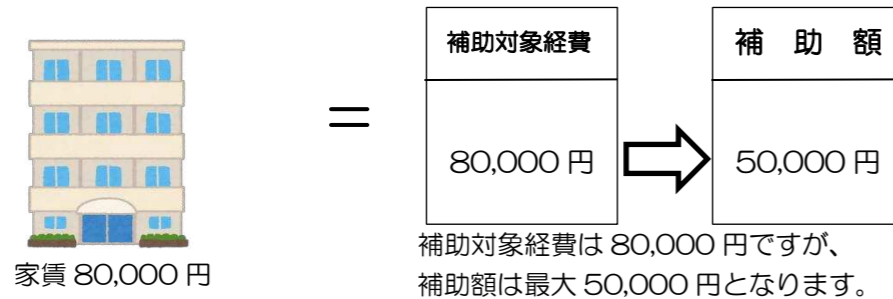 補助対象経費
補　助　額
=
80,000 円
50,000 円
家賃 80,000 円
補助対象経費は 80,000 円ですが、
補助額は最大 50,000 円となります。